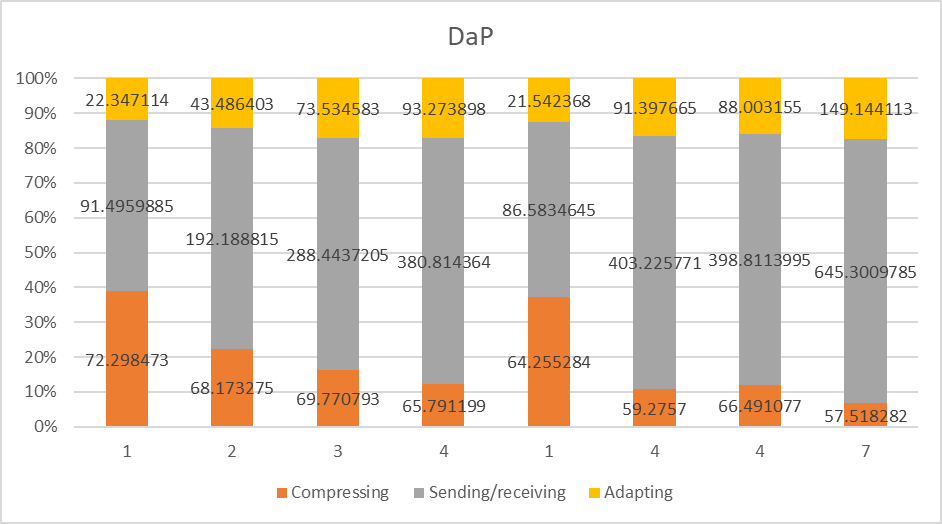 DaP
100%
90%
80%
70%
60%
50%
40%
30%
20%
10%
0%
22.347114 43.486403 73.534583 93.273898 21.542368 91.397665 88.003155 149.144113
91.4959885 192.188815 288.4437205 380.814364 86.5834645 403.225771 398.8113995 645.3009785
72.298473 68.173275 69.770793 65.791199 64.255284 59.2757 66.491077 57.518282
1 2 3 4 1 4 4 7
Compressing Sending/receiving Adapting